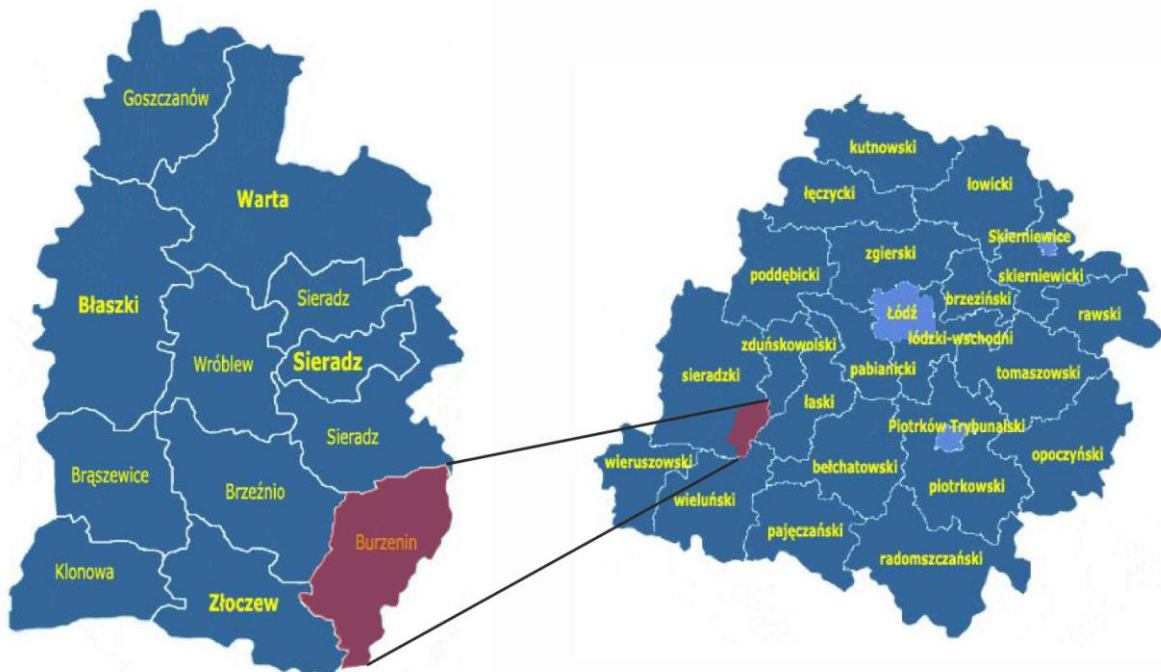 Goszczanów
Warta
Sieradz
Błaszki
Wróblew
Sieradz
Sieradz
Brąszewice
Brzeźnio
Burzenin
Klonowa
Złoczew
kutnowski
łowicki
łęczycki
Skierniewice
zgierski
poddębicki
skierniewicki
brzeziński
Łódź
rawski
łódzki-wschodni
zduńskowolski
pabianicki
sieradzki
tomaszowski
łaski
Piotrków Trybunalski
opoczyński
wieruszowski
bełchatowski
piotrkowski
wieluński
pajęczański
radomszczański